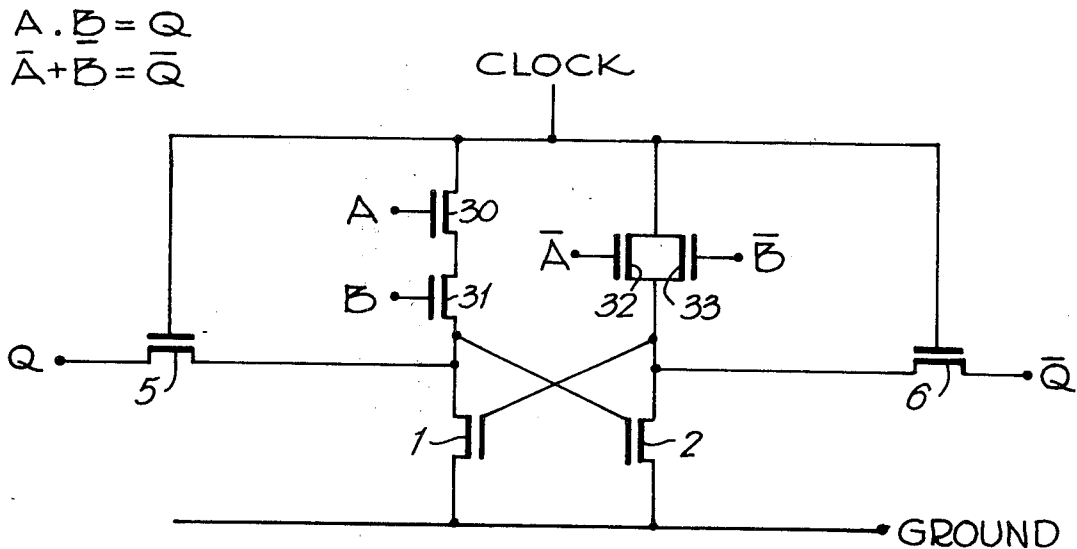 A . B = Q
Ā + B̄ = Q̄
CLOCK
A
30
Ā
B̄
B
31
32
33
Q
5
6
Q̄
1
2
GROUND